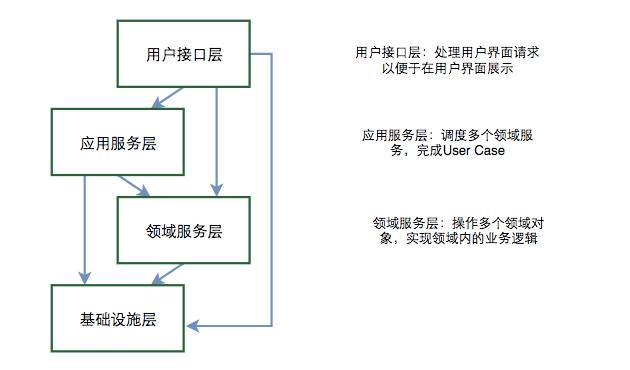 用户接口层
用户接口层：处理用户界面请求
以便于在用户界面展示
应用服务层
应用服务层：调度多个领域服
务，完成User Case
领域服务层
领域服务层：操作多个领域对
象，实现领域内的业务逻辑
基础设施层